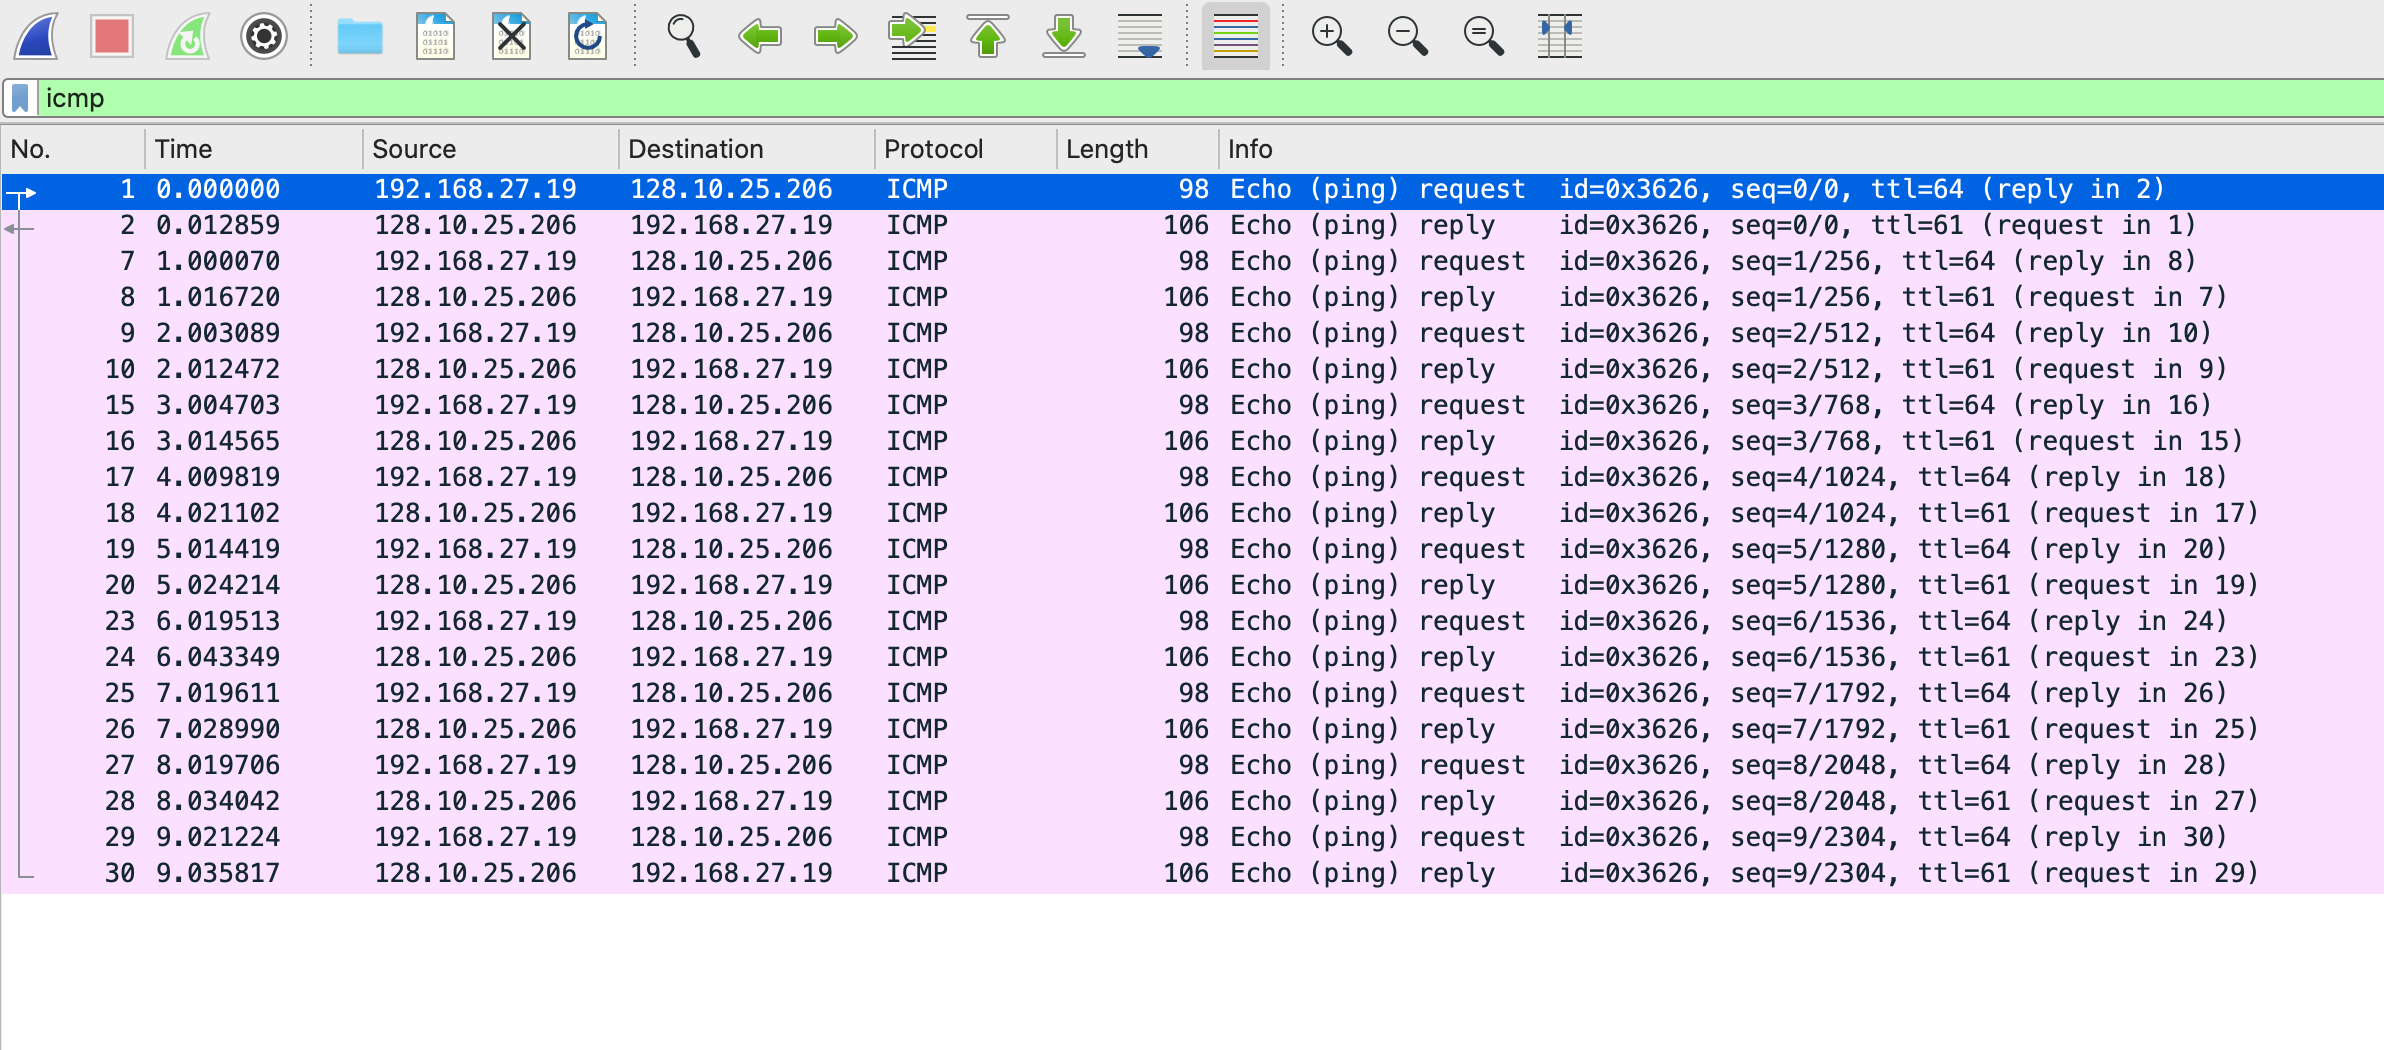 icmp
No. Time Source Destination Protocol Length Info
1 0.000000 192.168.27.19 128.10.25.206 ICMP 98 Echo (ping) request id=0x3626, seq=0/0, ttl=64 (reply in 2)
2 0.012859 128.10.25.206 192.168.27.19 ICMP 106 Echo (ping) reply id=0x3626, seq=0/0, ttl=61 (request in 1)
7 1.000070 192.168.27.19 128.10.25.206 ICMP 98 Echo (ping) request id=0x3626, seq=1/256, ttl=64 (reply in 8)
8 1.016720 128.10.25.206 192.168.27.19 ICMP 106 Echo (ping) reply id=0x3626, seq=1/256, ttl=61 (request in 7)
9 2.003089 192.168.27.19 128.10.25.206 ICMP 98 Echo (ping) request id=0x3626, seq=2/512, ttl=64 (reply in 10)
10 2.012472 128.10.25.206 192.168.27.19 ICMP 106 Echo (ping) reply id=0x3626, seq=2/512, ttl=61 (request in 9)
15 3.004703 192.168.27.19 128.10.25.206 ICMP 98 Echo (ping) request id=0x3626, seq=3/768, ttl=64 (reply in 16)
16 3.014565 128.10.25.206 192.168.27.19 ICMP 106 Echo (ping) reply id=0x3626, seq=3/768, ttl=61 (request in 15)
17 4.009819 192.168.27.19 128.10.25.206 ICMP 98 Echo (ping) request id=0x3626, seq=4/1024, ttl=64 (reply in 18)
18 4.021102 128.10.25.206 192.168.27.19 ICMP 106 Echo (ping) reply id=0x3626, seq=4/1024, ttl=61 (request in 17)
19 5.014419 192.168.27.19 128.10.25.206 ICMP 98 Echo (ping) request id=0x3626, seq=5/1280, ttl=64 (reply in 20)
20 5.024214 128.10.25.206 192.168.27.19 ICMP 106 Echo (ping) reply id=0x3626, seq=5/1280, ttl=61 (request in 19)
23 6.019513 192.168.27.19 128.10.25.206 ICMP 98 Echo (ping) request id=0x3626, seq=6/1536, ttl=64 (reply in 24)
24 6.043349 128.10.25.206 192.168.27.19 ICMP 106 Echo (ping) reply id=0x3626, seq=6/1536, ttl=61 (request in 23)
25 7.019611 192.168.27.19 128.10.25.206 ICMP 98 Echo (ping) request id=0x3626, seq=7/1792, ttl=64 (reply in 26)
26 7.028990 128.10.25.206 192.168.27.19 ICMP 106 Echo (ping) reply id=0x3626, seq=7/1792, ttl=61 (request in 25)
27 8.019706 192.168.27.19 128.10.25.206 ICMP 98 Echo (ping) request id=0x3626, seq=8/2048, ttl=64 (reply in 28)
28 8.034042 128.10.25.206 192.168.27.19 ICMP 106 Echo (ping) reply id=0x3626, seq=8/2048, ttl=61 (request in 27)
29 9.021224 192.168.27.19 128.10.25.206 ICMP 98 Echo (ping) request id=0x3626, seq=9/2304, ttl=64 (reply in 30)
30 9.035817 128.10.25.206 192.168.27.19 ICMP 106 Echo (ping) reply id=0x3626, seq=9/2304, ttl=61 (request in 29)